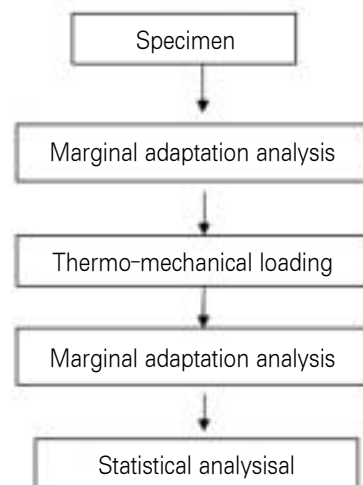 Specimen
Marginal adaptation analysis
Thermo-mechanical loading
Marginal adaptation analysis
Statistical analysisal